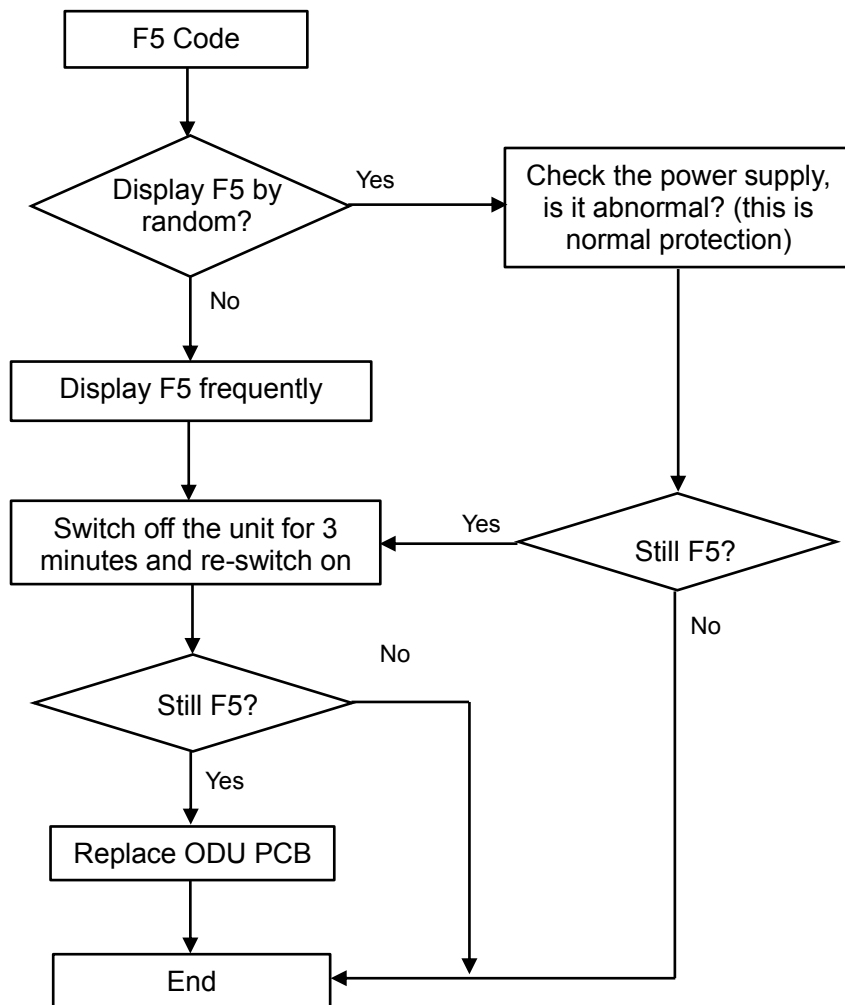 F5 Code
Display F5 by
random?
Yes
Check the power supply,
is it abnormal? (this is
normal protection)
No
Display F5 frequently
Switch off the unit for 3
minutes and re-switch on
Yes
Still F5?
No
No
Still F5?
Yes
Replace ODU PCB
End